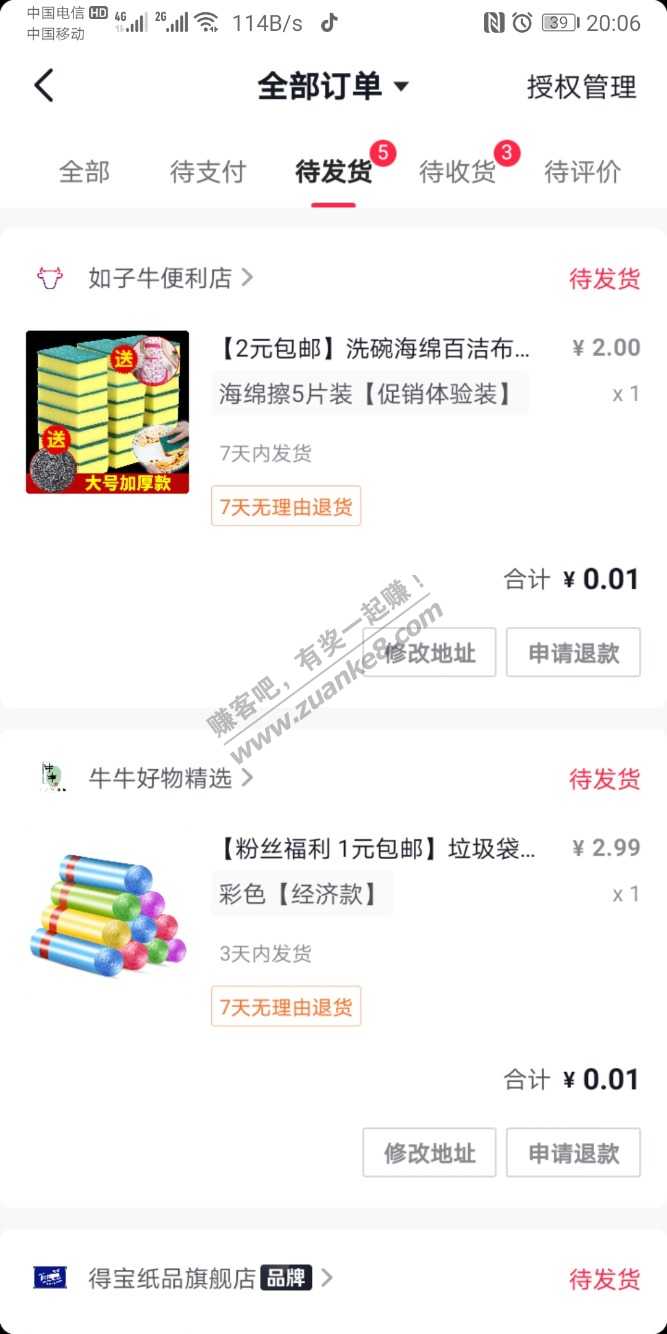 中国电信 HD 4G 2G 114B/s N 39 20:06
中国移动
全部订单 授权管理
全部 待支付 待发货 5 待收货 3 待评价
如子牛便利店 待发货
【2元包邮】洗碗海绵百洁布... ¥ 2.00
海绵擦5片装【促销体验装】 x 1
送
送
大号加厚款
7天内发货
7天无理由退货
合计 ¥ 0.01
修改地址 申请退款
赚客吧，有奖一起赚！
www.zuanke8.com
牛牛好物精选 待发货
【粉丝福利 1元包邮】垃圾袋... ¥ 2.99
彩色【经济款】 x 1
3天内发货
7天无理由退货
合计 ¥ 0.01
修改地址 申请退款
得宝纸品旗舰店 品牌 待发货